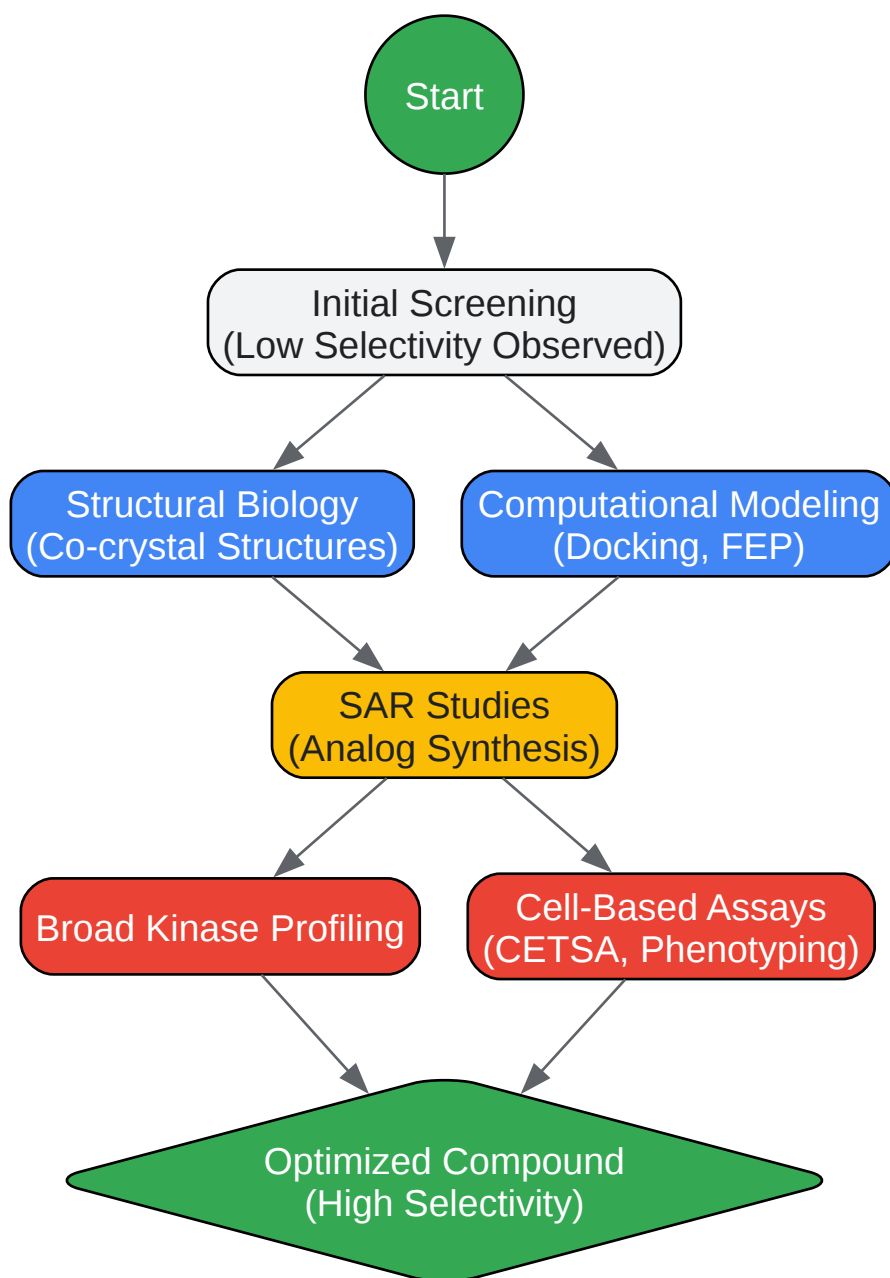 Start
Initial Screening
(Low Selectivity Observed)
Structural Biology
(Co-crystal Structures)
Computational Modeling
(Docking, FEP)
SAR Studies
(Analog Synthesis)
Broad Kinase Profiling
Cell-Based Assays
(CETSA, Phenotyping)
Optimized Compound
(High Selectivity)